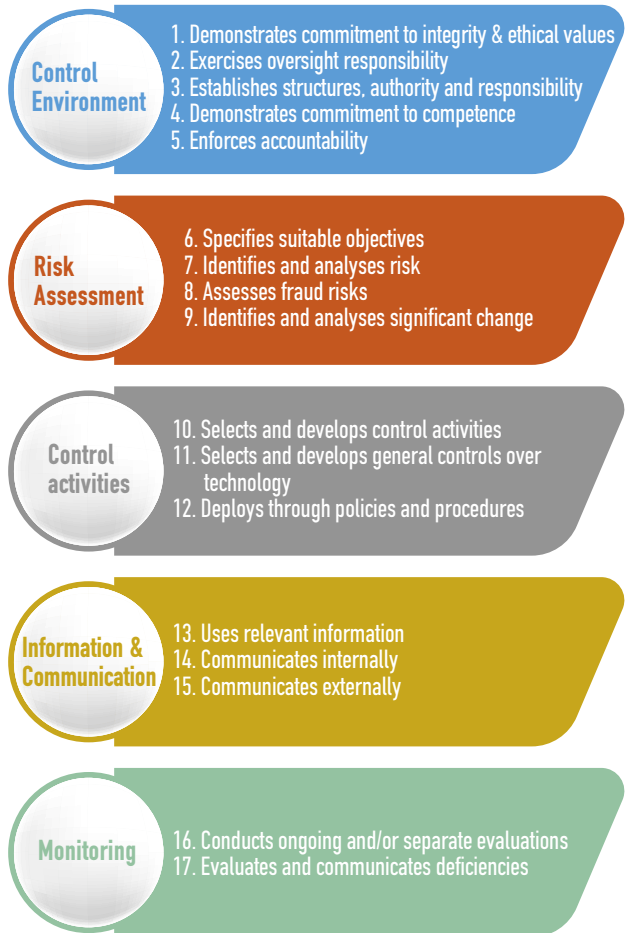 Control
Environment
1. Demonstrates commitment to integrity & ethical values
2. Exercises oversight responsibility
3. Establishes structures, authority and responsibility
4. Demonstrates commitment to competence
5. Enforces accountability
Risk
Assessment
6. Specifies suitable objectives
7. Identifies and analyses risk
8. Assesses fraud risks
9. Identifies and analyses significant change
Control
activities
10. Selects and develops control activities
11. Selects and develops general controls over
technology
12. Deploys through policies and procedures
Information &
Communication
13. Uses relevant information
14. Communicates internally
15. Communicates externally
Monitoring
16. Conducts ongoing and/or separate evaluations
17. Evaluates and communicates deficiencies